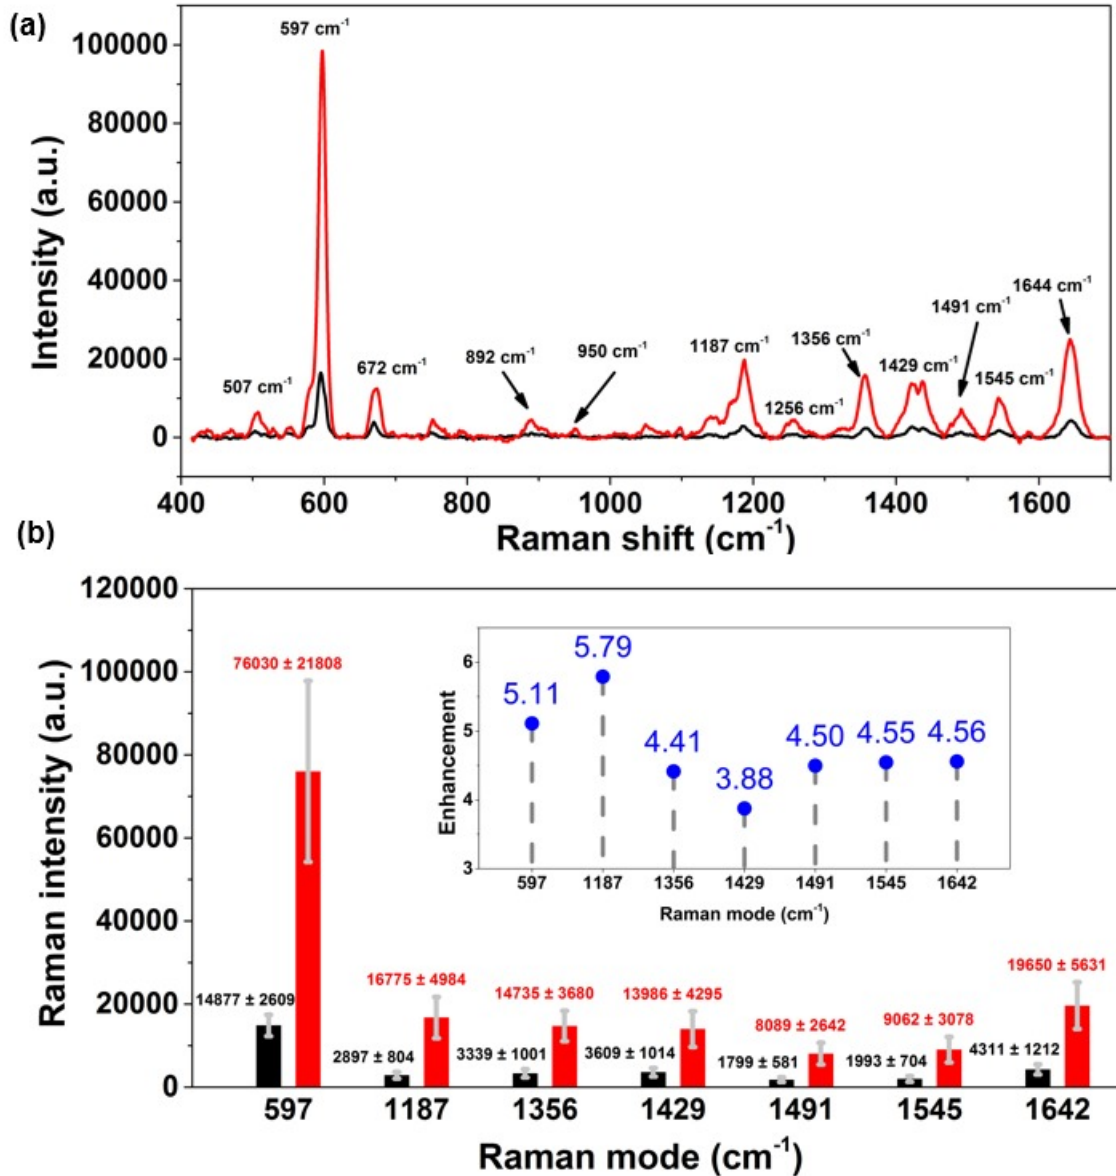 (a)
100000
80000
60000
40000
20000
0
Intensity (a.u.)
597 cm⁻¹
507 cm⁻¹
672 cm⁻¹
892 cm⁻¹
950 cm⁻¹
1187 cm⁻¹
1256 cm⁻¹
1356 cm⁻¹
1429 cm⁻¹
1491 cm⁻¹
1545 cm⁻¹
1644 cm⁻¹
400 600 800 1000 1200 1400 1600
Raman shift (cm⁻¹)
(b)
120000
100000
80000
60000
40000
20000
0
Raman intensity (a.u.)
76030 ± 21808
14877 ± 2609
16775 ± 4984
2897 ± 804
14735 ± 3680
3339 ± 1001
13986 ± 4295
3609 ± 1014
8089 ± 2642
1799 ± 581
9062 ± 3078
1993 ± 704
19650 ± 5631
4311 ± 1212
6
5
4
3
Enhancement
5.11
5.79
4.41
3.88
4.50
4.55
4.56
597 1187 1356 1429 1491 1545 1642
Raman mode (cm⁻¹)
597 1187 1356 1429 1491 1545 1642
Raman mode (cm⁻¹)